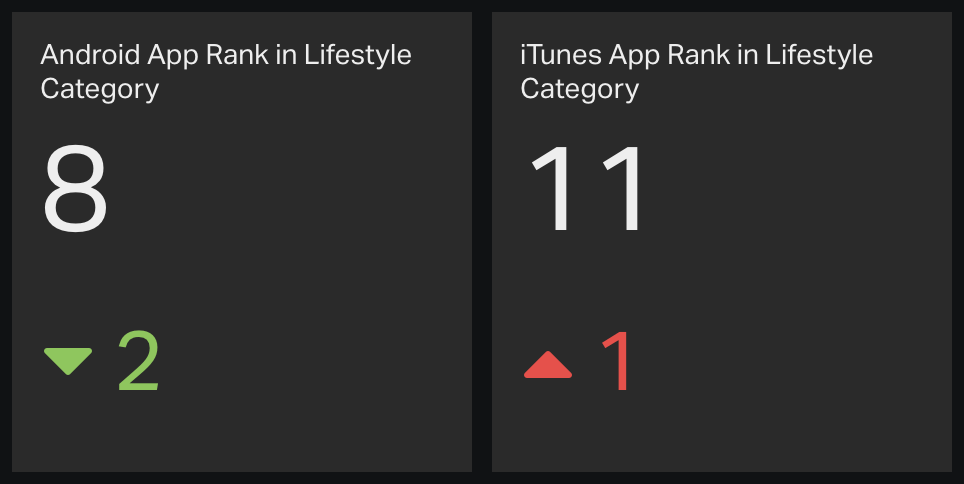 Android App Rank in Lifestyle
Category
8
2
iTunes App Rank in Lifestyle
Category
11
1